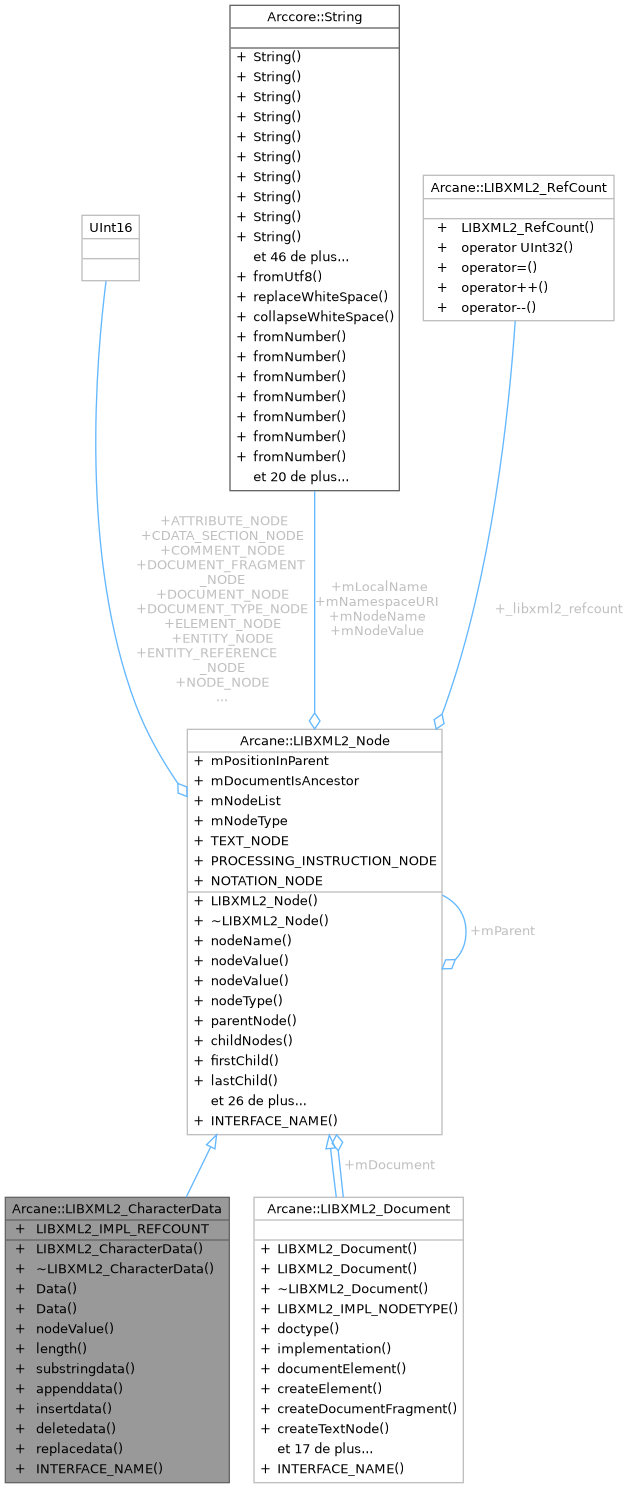 Arccore::String
+ String()
+ String()
+ String()
+ String()
+ String()
+ String()
+ String()
+ String()
+ String()
+ String()
et 46 de plus...
+ fromUtf8()
+ replaceWhiteSpace()
+ collapseWhiteSpace()
+ fromNumber()
+ fromNumber()
+ fromNumber()
+ fromNumber()
+ fromNumber()
+ fromNumber()
+ fromNumber()
et 20 de plus...
Arcane::LIBXML2_RefCount
+ LIBXML2_RefCount()
+ operator UInt32()
+ operator=()
+ operator++()
+ operator--()
UInt16
+ATTRIBUTE_NODE
+CDATA_SECTION_NODE
+COMMENT_NODE
+DOCUMENT_FRAGMENT
_NODE
+DOCUMENT_NODE
+DOCUMENT_TYPE_NODE
+ELEMENT_NODE
+ENTITY_NODE
+ENTITY_REFERENCE
_NODE
+NODE_NODE
...
+mLocalName
+mNamespaceURI
+mNodeName
+mNodeValue
+_libxml2_refcount
Arcane::LIBXML2_Node
+ mPositionInParent
+ mDocumentIsAncestor
+ mNodeList
+ mNodeType
+ TEXT_NODE
+ PROCESSING_INSTRUCTION_NODE
+ NOTATION_NODE
+ LIBXML2_Node()
+ ~LIBXML2_Node()
+ nodeName()
+ nodeValue()
+ nodeValue()
+ nodeType()
+ parentNode()
+ childNodes()
+ firstChild()
+ lastChild()
et 26 de plus...
+ INTERFACE_NAME()
+mParent
+mDocument
Arcane::LIBXML2_CharacterData
+ LIBXML2_IMPL_REFCOUNT
+ LIBXML2_CharacterData()
+ ~LIBXML2_CharacterData()
+ Data()
+ Data()
+ nodeValue()
+ length()
+ substringdata()
+ appenddata()
+ insertdata()
+ deletedata()
+ replacedata()
+ INTERFACE_NAME()
Arcane::LIBXML2_Document
+ LIBXML2_Document()
+ LIBXML2_Document()
+ ~LIBXML2_Document()
+ LIBXML2_IMPL_NODETYPE()
+ doctype()
+ implementation()
+ documentElement()
+ createElement()
+ createDocumentFragment()
+ createTextNode()
et 17 de plus...
+ INTERFACE_NAME()